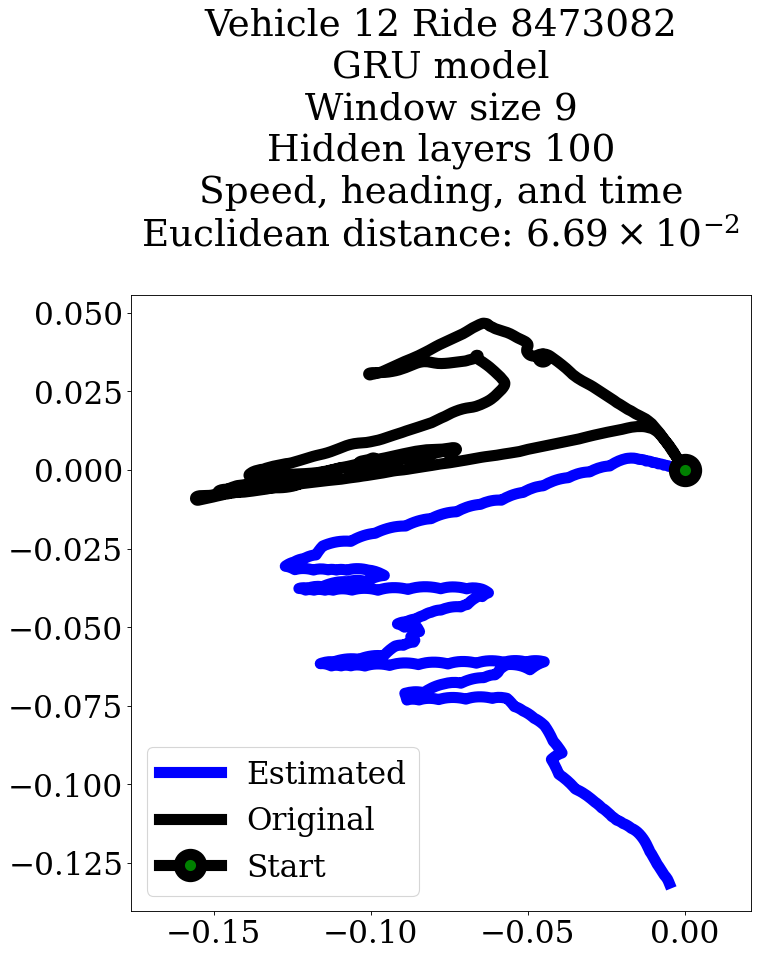 Vehicle 12 Ride 8473082
GRU model
Window size 9
Hidden layers 100
Speed, heading, and time
Euclidean distance: 6.69 × 10⁻²
0.050
0.025
0.000
−0.025
−0.050
−0.075
−0.100
−0.125
Estimated
Original
Start
−0.15 −0.10 −0.05 0.00